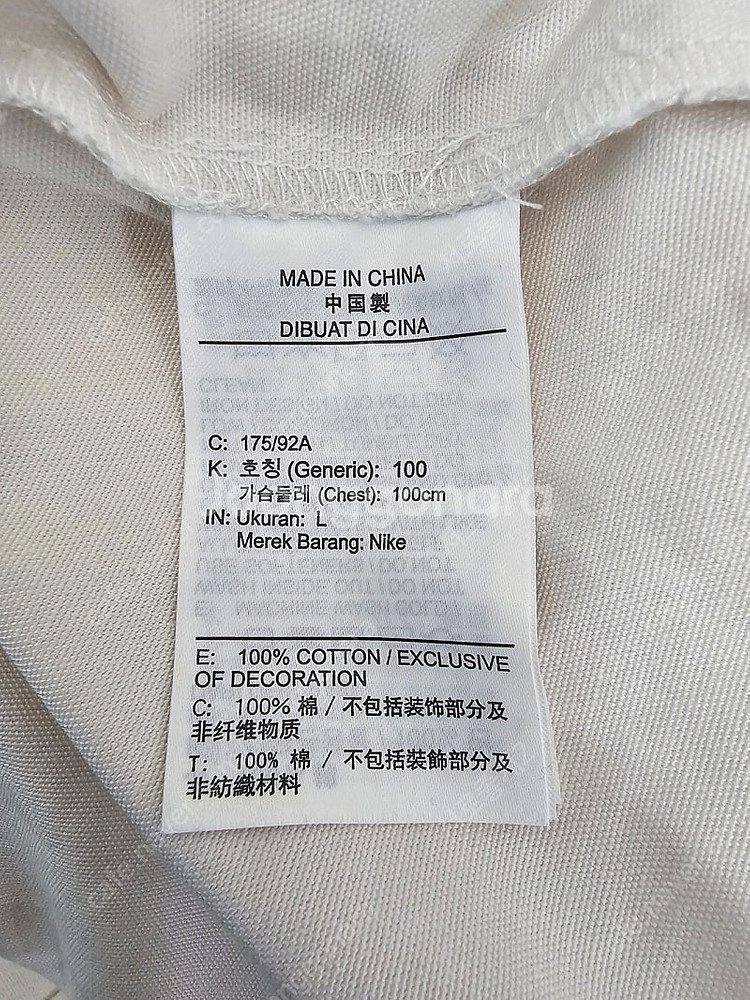 MADE IN CHINA
中国製
DIBUAT DI CINA
C: 175/92A
K: 호칭 (Generic): 100
가슴둘레 (Chest): 100cm
IN: Ukuran: L
Merek Barang: Nike
E: 100% COTTON / EXCLUSIVE
OF DECORATION
C: 100% 棉 / 不包括装饰部分及
非纤维物质
T: 100% 棉 / 不包括裝飾部分及
非紡織材料